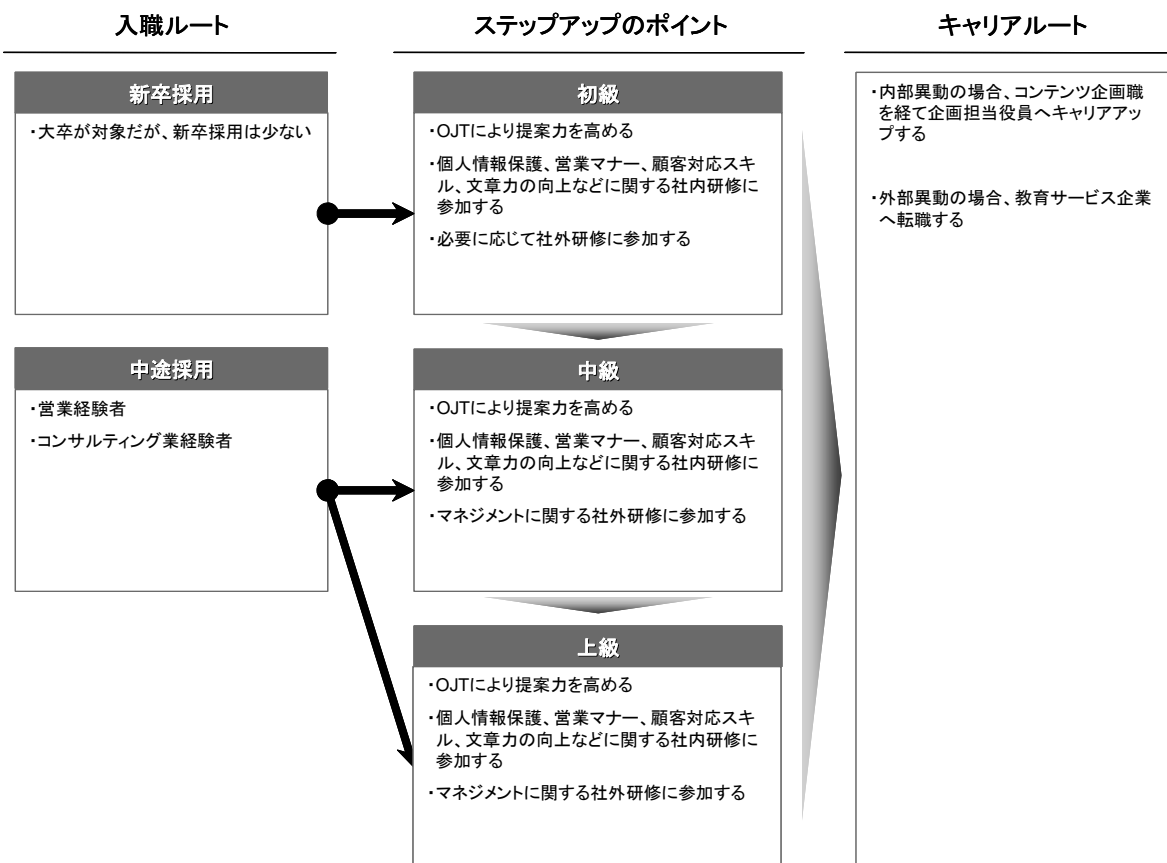 入職ルート
ステップアップのポイント
キャリアルート
新卒採用
・大卒が対象だが、新卒採用は少ない
中途採用
・営業経験者
・コンサルティング業経験者
初級
・OJTにより提案力を高める
・個人情報保護、営業マナー、顧客対応スキ
ル、文章力の向上などに関する社内研修に
参加する
・必要に応じて社外研修に参加する
中級
・OJTにより提案力を高める
・個人情報保護、営業マナー、顧客対応スキ
ル、文章力の向上などに関する社内研修に
参加する
・マネジメントに関する社外研修に参加する
上級
・OJTにより提案力を高める
・個人情報保護、営業マナー、顧客対応スキ
ル、文章力の向上などに関する社内研修に
参加する
・マネジメントに関する社外研修に参加する
・内部異動の場合、コンテンツ企画職
を経て企画担当役員へキャリアアッ
プする
・外部異動の場合、教育サービス企業
へ転職する